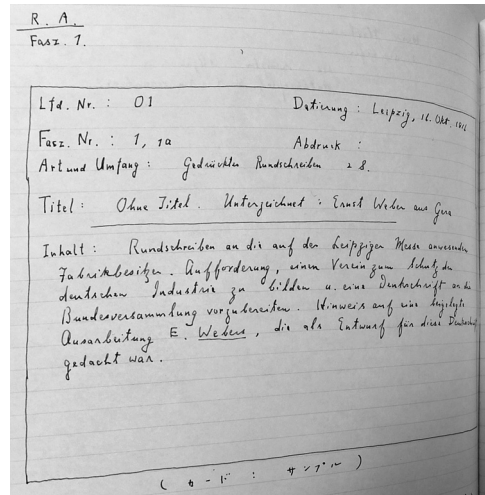 R. A.
Fasz. 1.
Lfd. Nr. : 01 Datierung : Leipzig, 16. Okt. 1816
Fasz. Nr. : 1, 1a Abdruck :
Art und Umfang : Gedrücktes Rundschreiben 2 S.
Titel : Ohne Titel. Unterzeichnet : Ernst Weber aus Gera
Inhalt : Rundschreiben an die auf der Leipziger Messe anwesenden
Fabrikbesitzer. Aufforderung, einen Verein zum Schutz der
deutschen Industrie zu bilden u. eine Denkschrift an die
Bundesversammlung vorzubereiten. Hinweis auf eine beigelegte
Ausarbeitung E. Webers, die als Entwurf für diese Denkschrift
gedacht war.
( カード : サンプル )